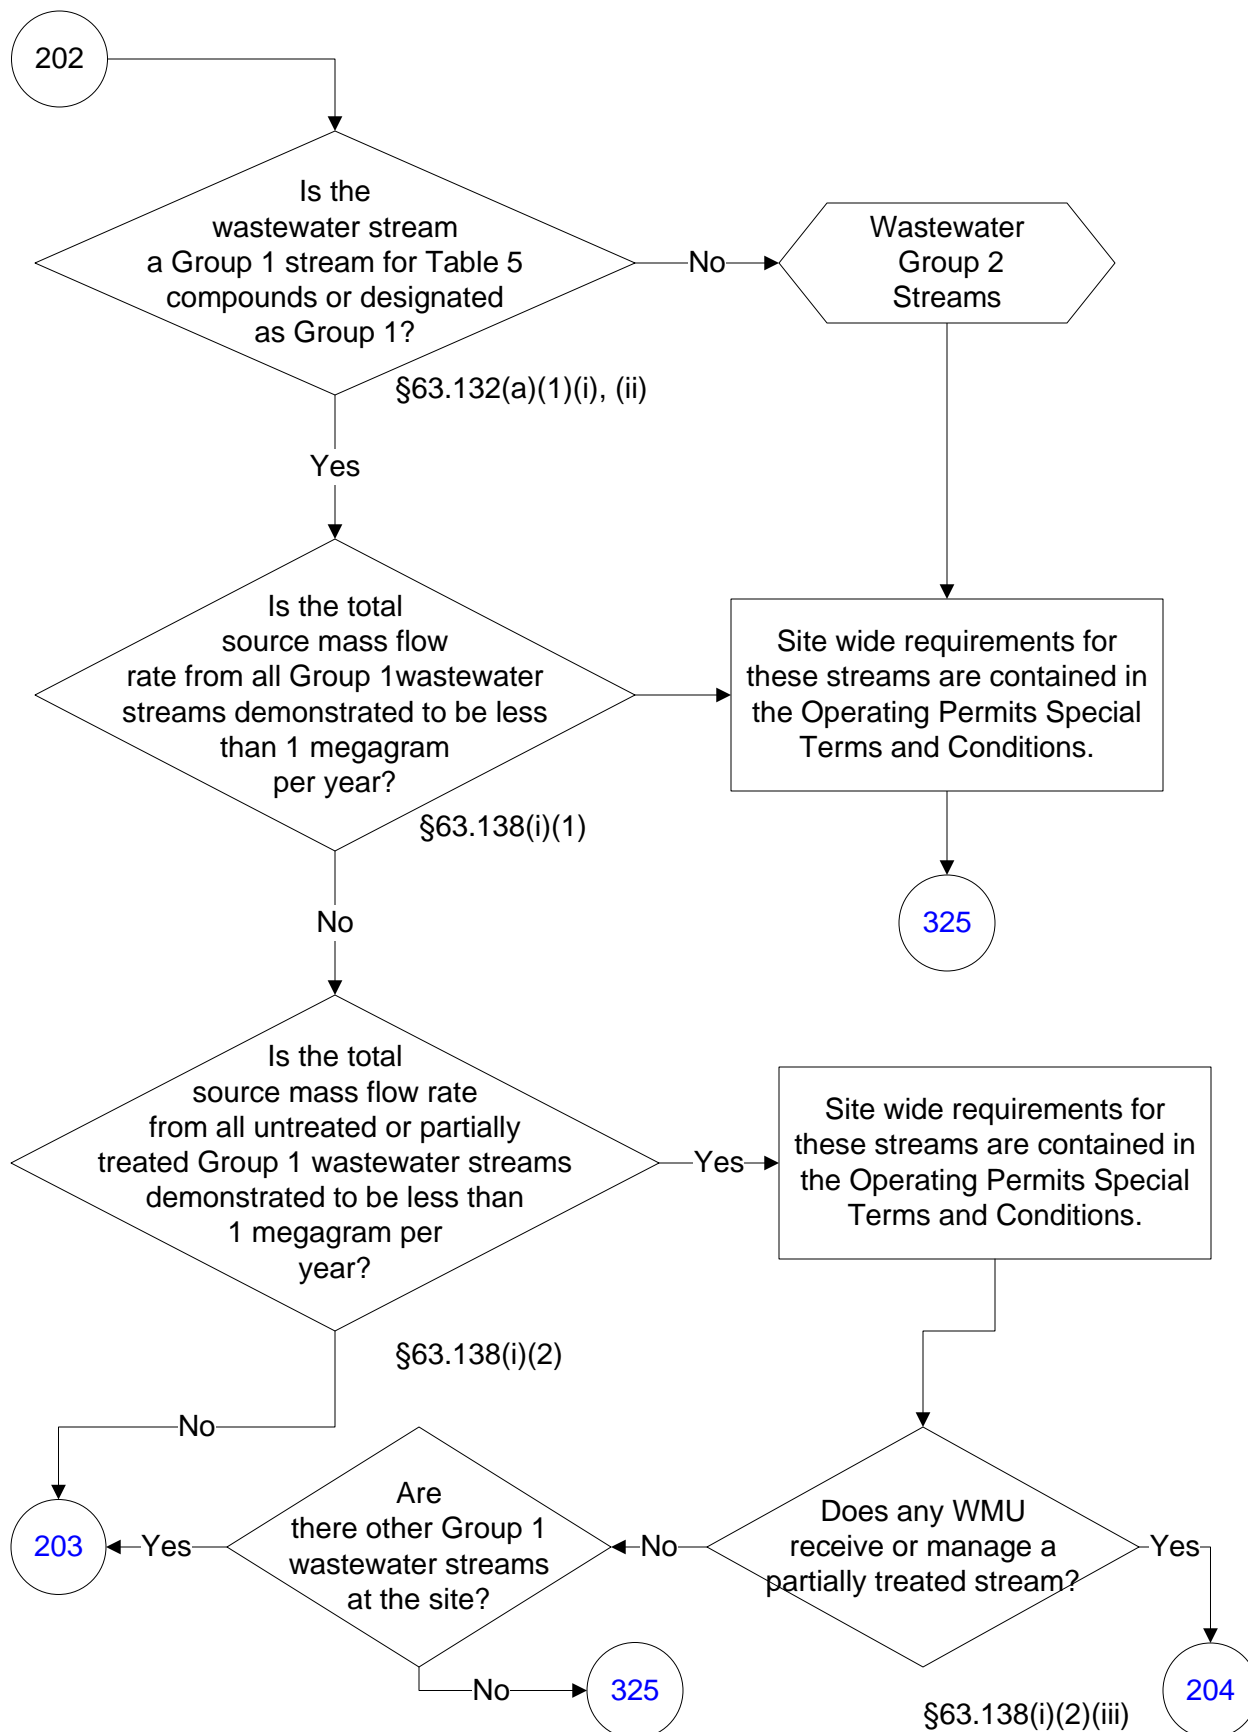 202
Is the
wastewater stream
a Group 1 stream for Table 5
compounds or designated
as Group 1?
No
Wastewater
Group 2
Streams
§63.132(a)(1)(i), (ii)
Yes
Is the total
source mass flow
rate from all Group 1wastewater
streams demonstrated to be less
than 1 megagram
per year?
Site wide requirements for
these streams are contained in
the Operating Permits Special
Terms and Conditions.
§63.138(i)(1)
No
325
Is the total
source mass flow rate
from all untreated or partially
treated Group 1 wastewater streams
demonstrated to be less than
1 megagram per
year?
Yes
Site wide requirements for
these streams are contained in
the Operating Permits Special
Terms and Conditions.
§63.138(i)(2)
No
203
Yes
Are
there other Group 1
wastewater streams
at the site?
No
Does any WMU
receive or manage a
partially treated stream?
Yes
No
325
§63.138(i)(2)(iii)
204